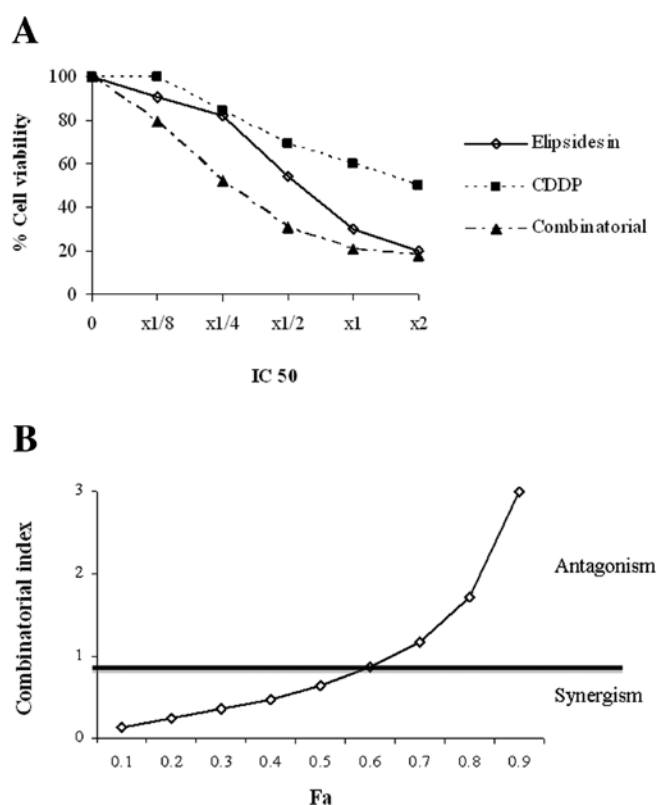 A
100
80
60
40
20
0
% Cell viability
0 x1/8 x1/4 x1/2 x1 x2
IC 50
Elipsidesin
CDDP
Combinatorial
B
3
2
1
0
Combinatorial index
0.1 0.2 0.3 0.4 0.5 0.6 0.7 0.8 0.9
Fa
Antagonism
Synergism